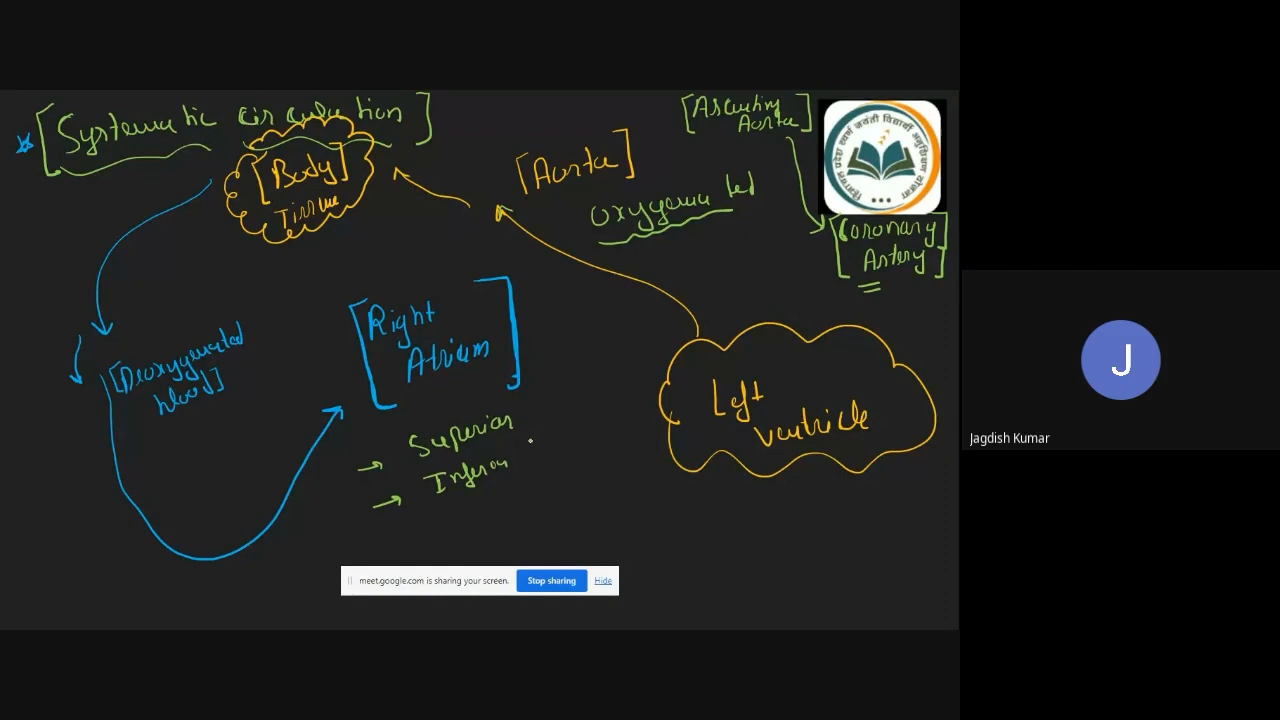 [Systematic circulation]
[Body]
Tissue
[Aorta]
Oxygenated
[Ascending
Aorta]
[Coronary
Artery]
[Right
Atrium]
[Deoxygenated
blood]
→ Superior
→ Inferior
Left
ventricle
meet.google.com is sharing your screen.
Stop sharing
Hide
J
Jagdish Kumar